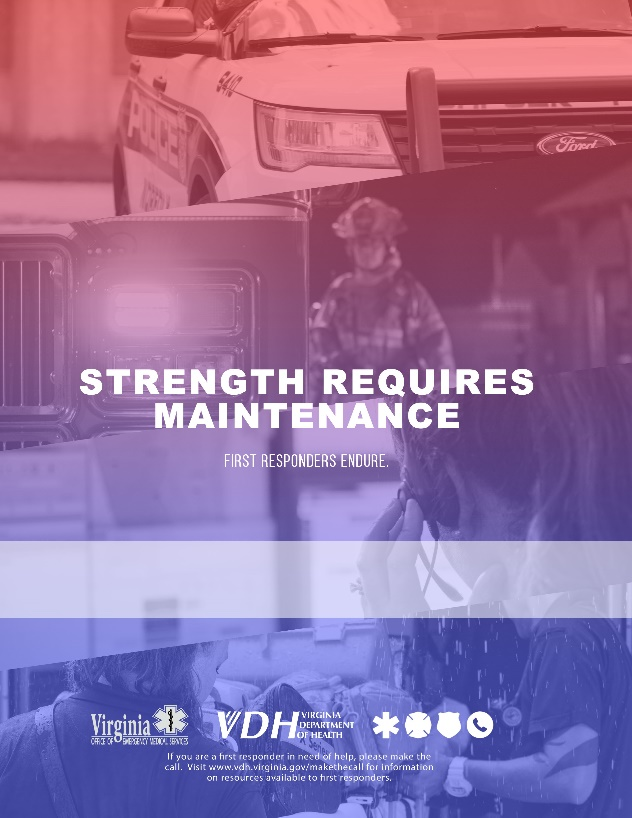 POLICE
Ford
STRENGTH REQUIRES
MAINTENANCE
FIRST RESPONDERS ENDURE.
Virginia
OFFICE OF EMERGENCY MEDICAL SERVICES
VDH VIRGINIA
DEPARTMENT
OF HEALTH
If you are a first responder in need of help, please make the
call. Visit www.vdh.virginia.gov/makethecall for information
on resources available to first responders.